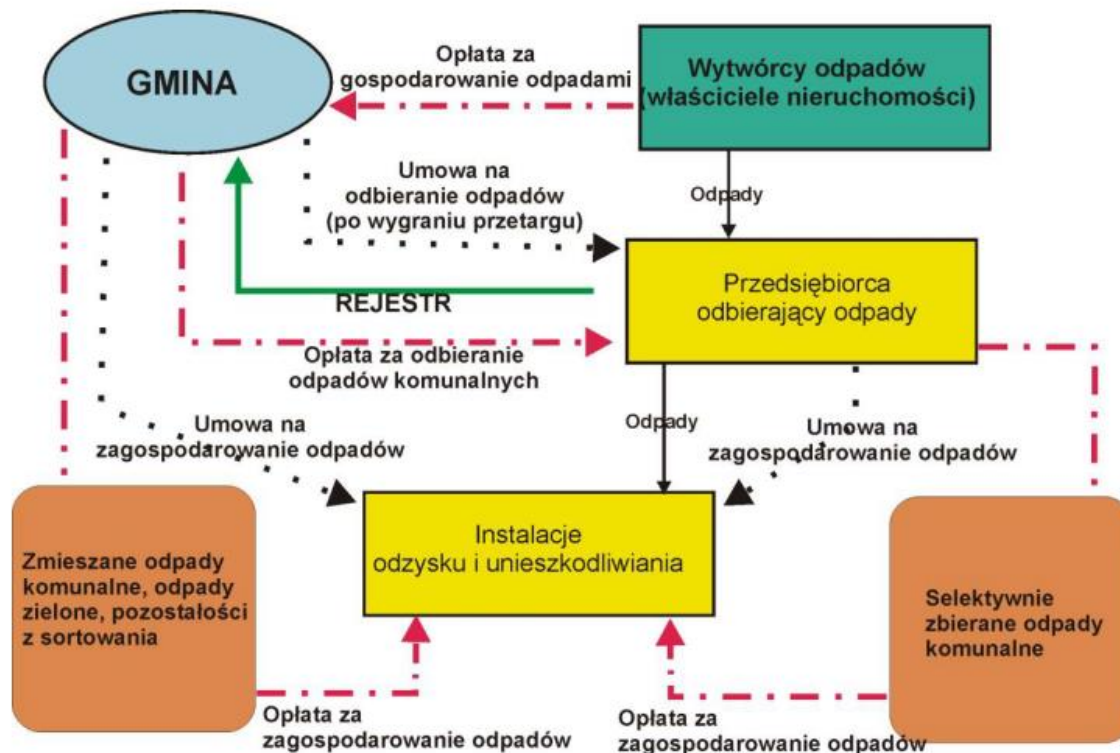 GMINA
Opłata za
gospodarowanie odpadami
Wytwórcy odpadów
(właściciele nieruchomości)
Umowa na
odbieranie odpadów
(po wygraniu przetargu)
Odpady
Przedsiębiorca
odbierający odpady
REJESTR
Opłata za odbieranie
odpadów komunalnych
Umowa na
zagospodarowanie odpadów
Odpady
Umowa na
zagospodarowanie odpadów
Instalacje
odzysku i unieszkodliwiania
Zmieszane odpady
komunalne, odpady
zielone, pozostałości
z sortowania
Selektywnie
zbierane odpady
komunalne
Opłata za
zagospodarowanie odpadów
Opłata za
zagospodarowanie odpadów